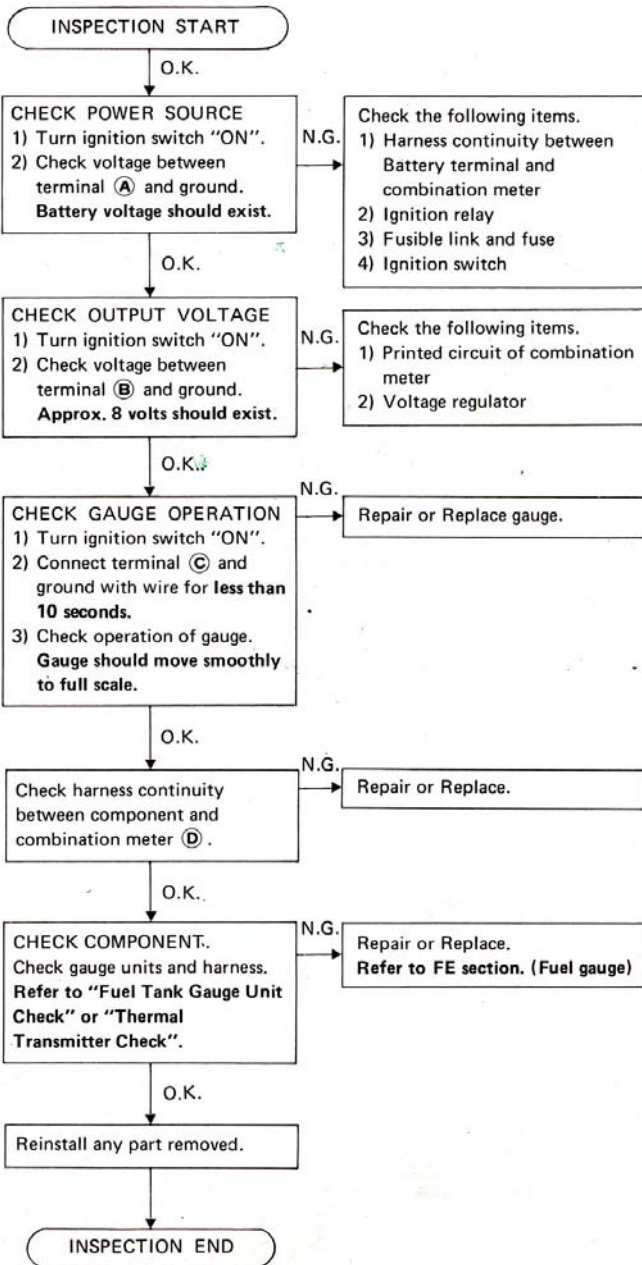 INSPECTION START
O.K.
CHECK POWER SOURCE
1) Turn ignition switch “ON”.
2) Check voltage between
terminal Ⓐ and ground.
Battery voltage should exist.
N.G.
Check the following items.
1) Harness continuity between
Battery terminal and
combination meter
2) Ignition relay
3) Fusible link and fuse
4) Ignition switch
O.K.
CHECK OUTPUT VOLTAGE
1) Turn ignition switch “ON”.
2) Check voltage between
terminal Ⓑ and ground.
Approx. 8 volts should exist.
N.G.
Check the following items.
1) Printed circuit of combination
meter
2) Voltage regulator
O.K.
CHECK GAUGE OPERATION
1) Turn ignition switch “ON”.
2) Connect terminal Ⓒ and
ground with wire for less than
10 seconds.
3) Check operation of gauge.
Gauge should move smoothly
to full scale.
N.G.
Repair or Replace gauge.
O.K.
Check harness continuity
between component and
combination meter Ⓓ .
N.G.
Repair or Replace.
O.K.
CHECK COMPONENT.
Check gauge units and harness.
Refer to “Fuel Tank Gauge Unit
Check” or “Thermal
Transmitter Check”.
N.G.
Repair or Replace.
Refer to FE section. (Fuel gauge)
O.K.
Reinstall any part removed.
INSPECTION END